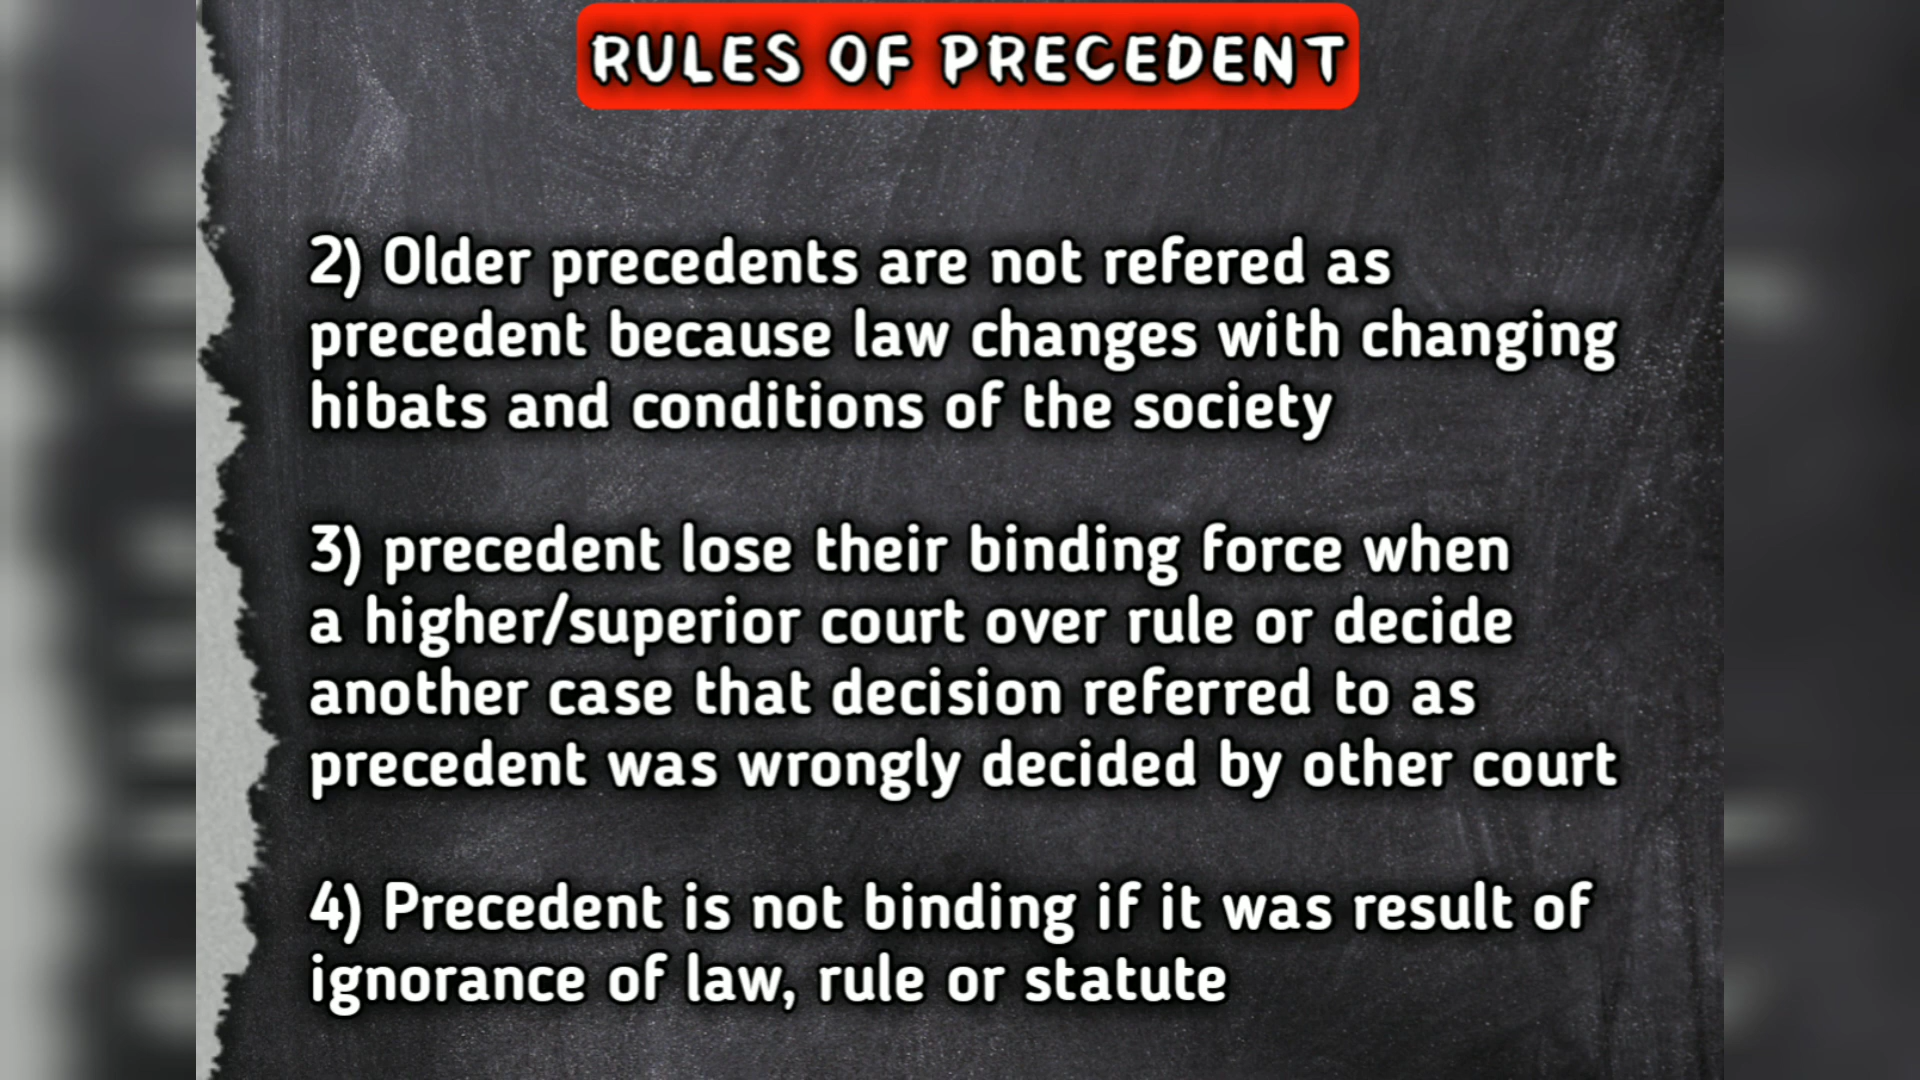 RULES OF PRECEDENT
2) Older precedents are not refered as
precedent because law changes with changing
hibats and conditions of the society
3) precedent lose their binding force when
a higher/superior court over rule or decide
another case that decision referred to as
precedent was wrongly decided by other court
4) Precedent is not binding if it was result of
ignorance of law, rule or statute